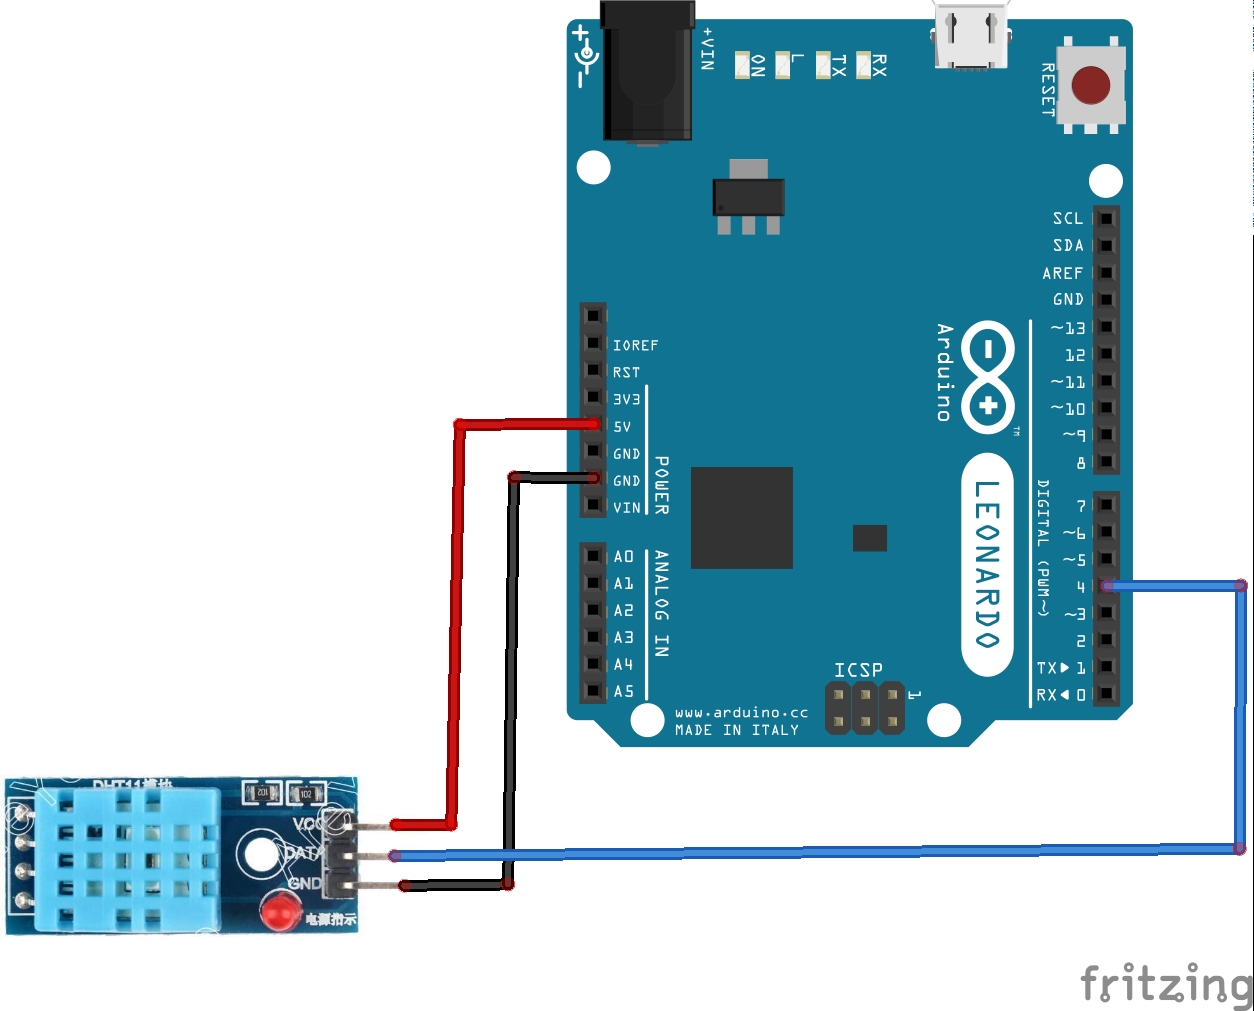 +
-
+VIN
ON
L
TX
RX
RESET
SCL
SDA
AREF
GND
~13
12
~11
~10
~9
8
7
~6
~5
4
~3
2
TX▶ 1
RX◀ 0
IOREF
RST
3V3
5V
GND
GND
VIN
POWER
A0
A1
A2
A3
A4
A5
ANALOG IN
Arduino
TM
LEONARDO
DIGITAL (PWM~)
ICSP
1
www.arduino.cc
MADE IN ITALY
DHT11模块
201
102
VCC
DATA
GND
电源指示
fritzing